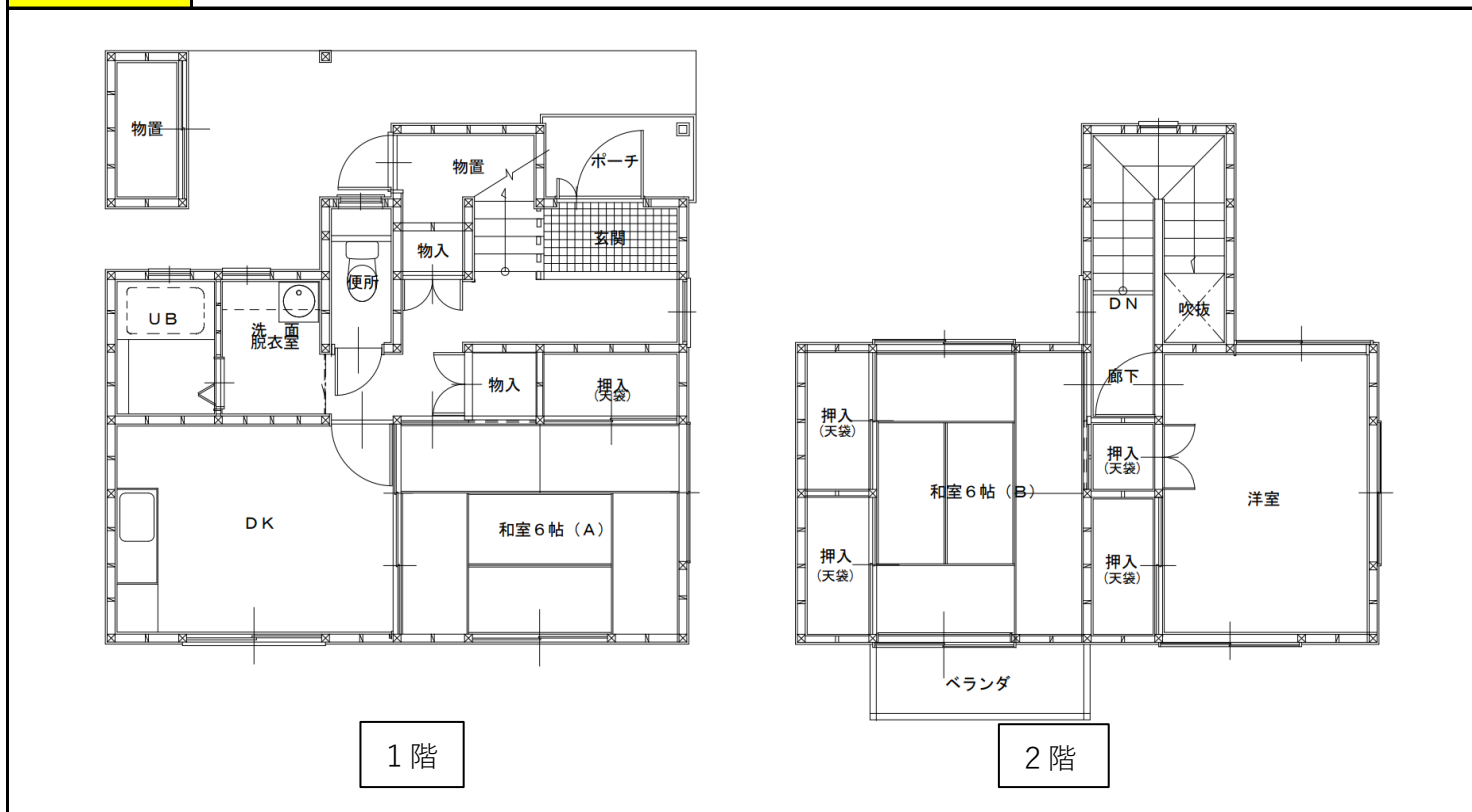 物置
物置
ポーチ
玄関
物入
便所
UB
洗 面
脱衣室
物入
押入
(天袋)
DK
和室6帖(A)
1階
DN
吹抜
廊下
押入
(天袋)
押入
(天袋)
和室6帖(B)
洋室
押入
(天袋)
押入
(天袋)
ベランダ
2階